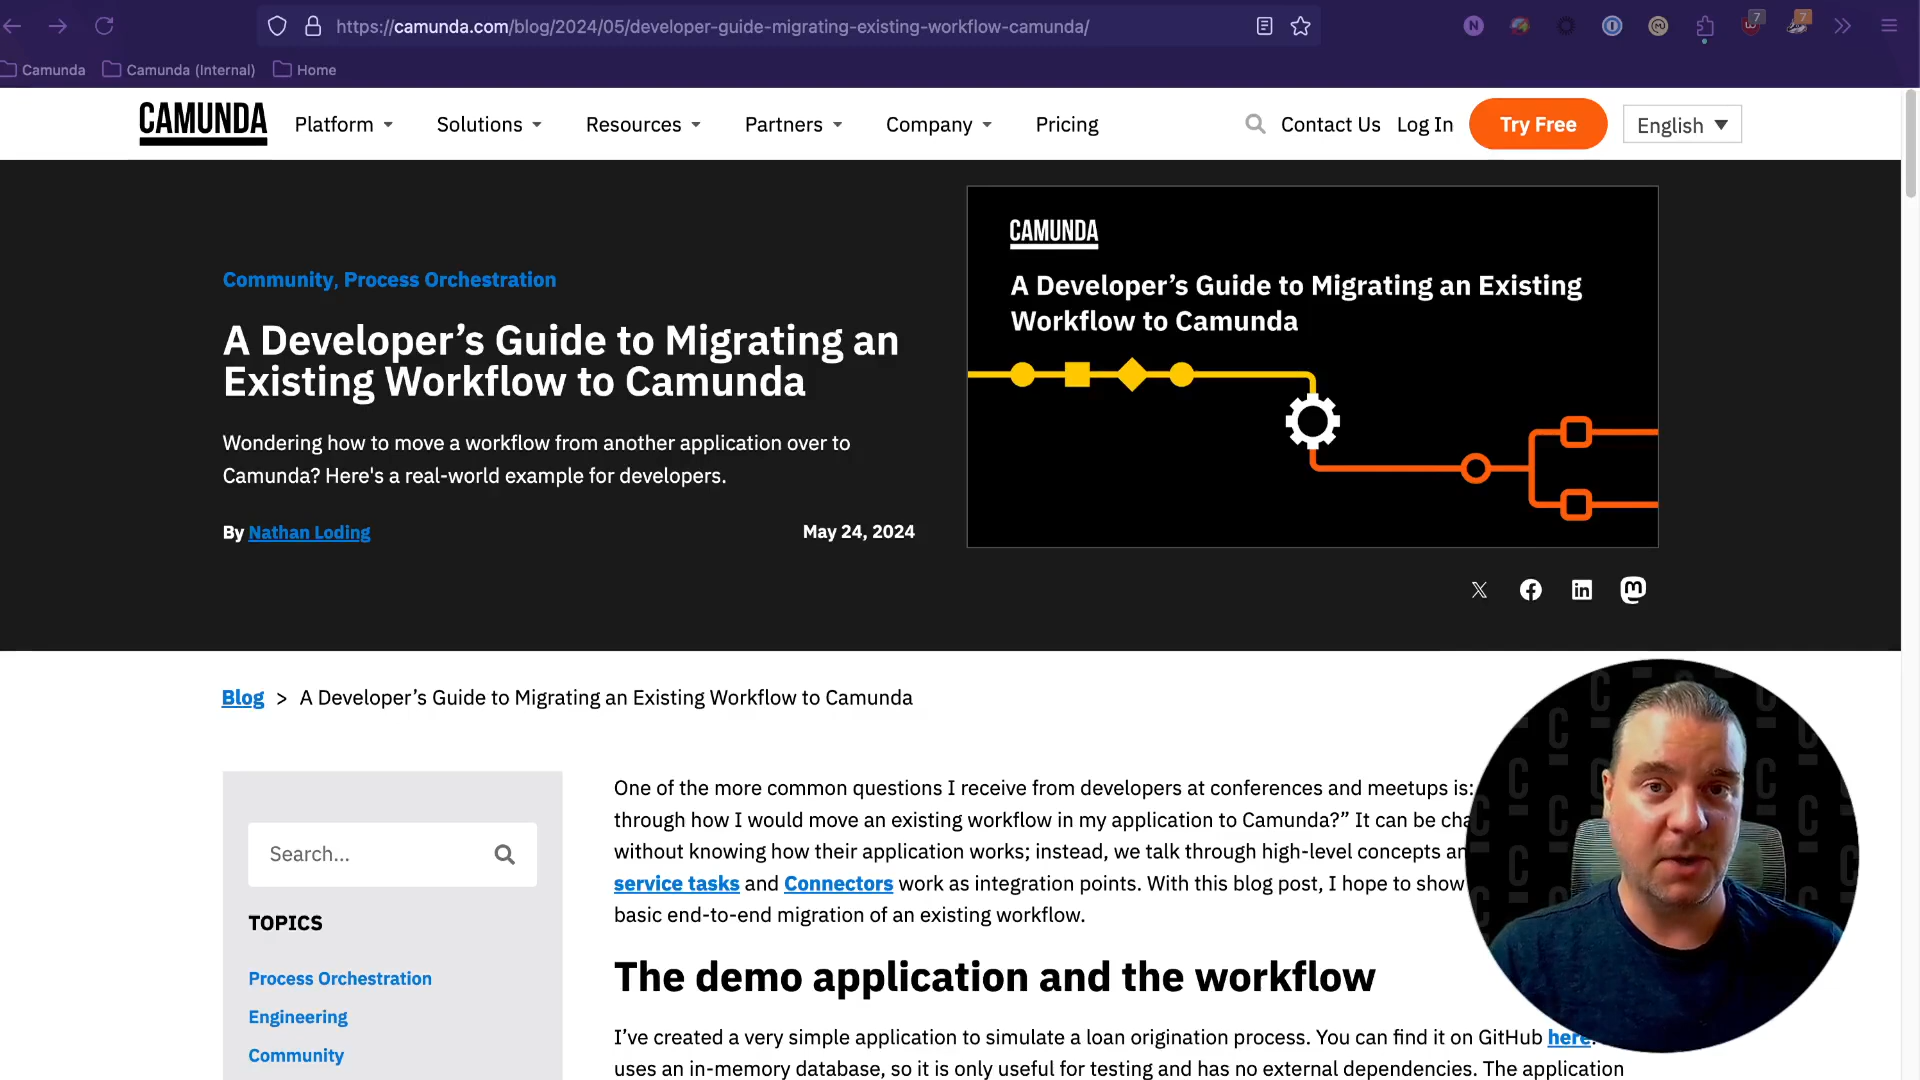 https://camunda.com/blog/2024/05/developer-guide-migrating-existing-workflow-camunda/
N
7
7
Camunda
Camunda (Internal)
Home
CAMUNDA
Platform
Solutions
Resources
Partners
Company
Pricing
Contact Us
Log In
Try Free
English
Community, Process Orchestration
A Developer’s Guide to Migrating an
Existing Workflow to Camunda
Wondering how to move a workflow from another application over to
Camunda? Here's a real-world example for developers.
By Nathan Loding
May 24, 2024
CAMUNDA
A Developer’s Guide to Migrating an Existing
Workflow to Camunda
Blog > A Developer’s Guide to Migrating an Existing Workflow to Camunda
Search...
TOPICS
Process Orchestration
Engineering
Community
One of the more common questions I receive from developers at conferences and meetups is:
through how I would move an existing workflow in my application to Camunda?” It can be cha
without knowing how their application works; instead, we talk through high-level concepts an
service tasks and Connectors work as integration points. With this blog post, I hope to show
basic end-to-end migration of an existing workflow.
The demo application and the workflow
I’ve created a very simple application to simulate a loan origination process. You can find it on GitHub here.
uses an in-memory database, so it is only useful for testing and has no external dependencies. The application